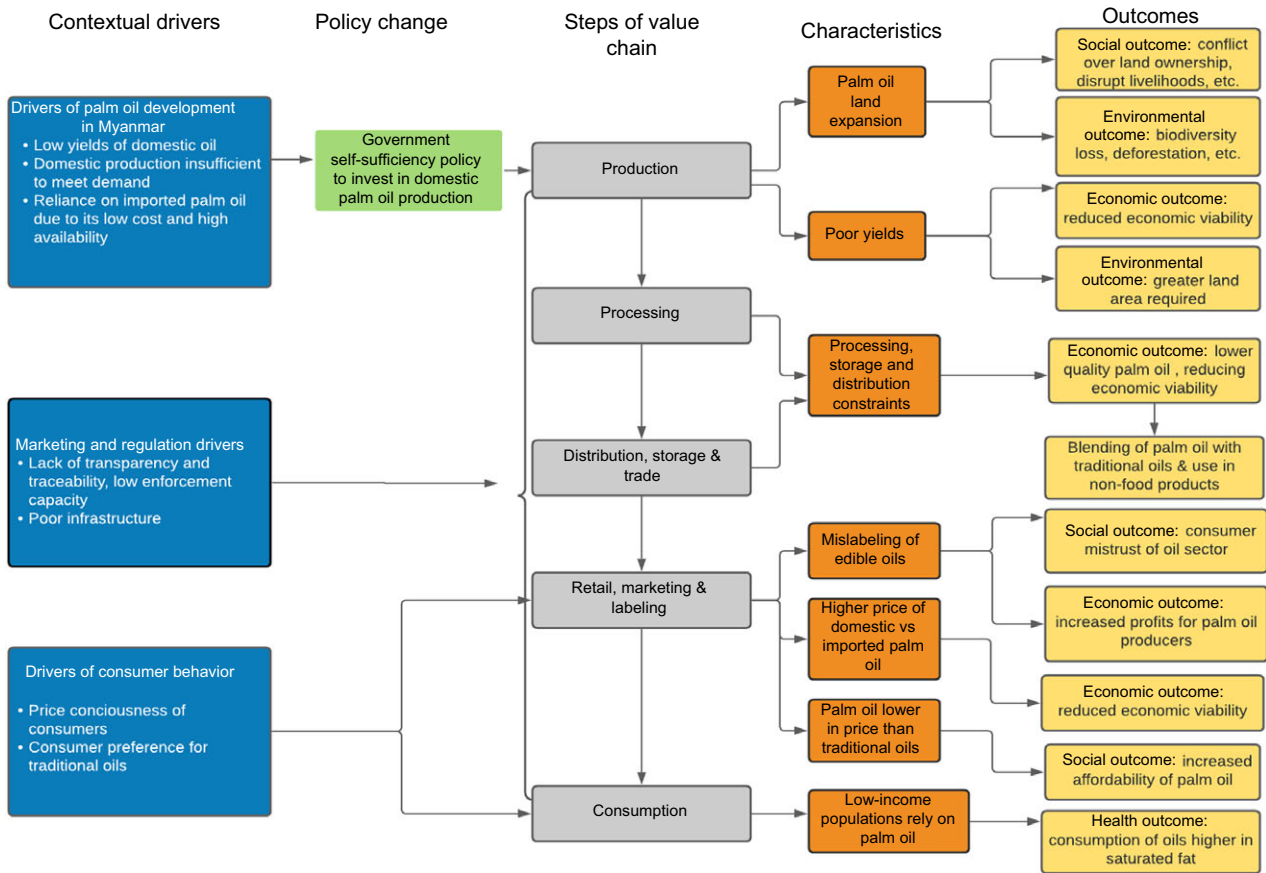 Contextual drivers
Policy change
Steps of value
chain
Characteristics
Outcomes
Drivers of palm oil development
in Myanmar
• Low yields of domestic oil
• Domestic production insufficient
to meet demand
• Reliance on imported palm oil
due to its low cost and high
availability
Marketing and regulation drivers
• Lack of transparency and
traceability, low enforcement
capacity
• Poor infrastructure
Drivers of consumer behavior
• Price conciousness of
consumers
• Consumer preference for
traditional oils
Government
self-sufficiency policy
to invest in domestic
palm oil production
Production
Processing
Distribution, storage &
trade
Retail, marketing &
labeling
Consumption
Palm oil
land
expansion
Poor yields
Processing,
storage and
distribution
constraints
Mislabeling of
edible oils
Higher price of
domestic vs
imported palm
oil
Palm oil lower
in price than
traditional oils
Low-income
populations rely on
palm oil
Social outcome: conflict
over land ownership,
disrupt livelihoods, etc.
Environmental
outcome: biodiversity
loss, deforestation, etc.
Economic outcome:
reduced economic viability
Environmental
outcome: greater land
area required
Economic outcome: lower
quality palm oil , reducing
economic viability
Blending of palm oil with
traditional oils & use in
non-food products
Social outcome: consumer
mistrust of oil sector
Economic outcome:
increased profits for palm oil
producers
Economic outcome:
reduced economic viability
Social outcome: increased
affordability of palm oil
Health outcome:
consumption of oils higher in
saturated fat